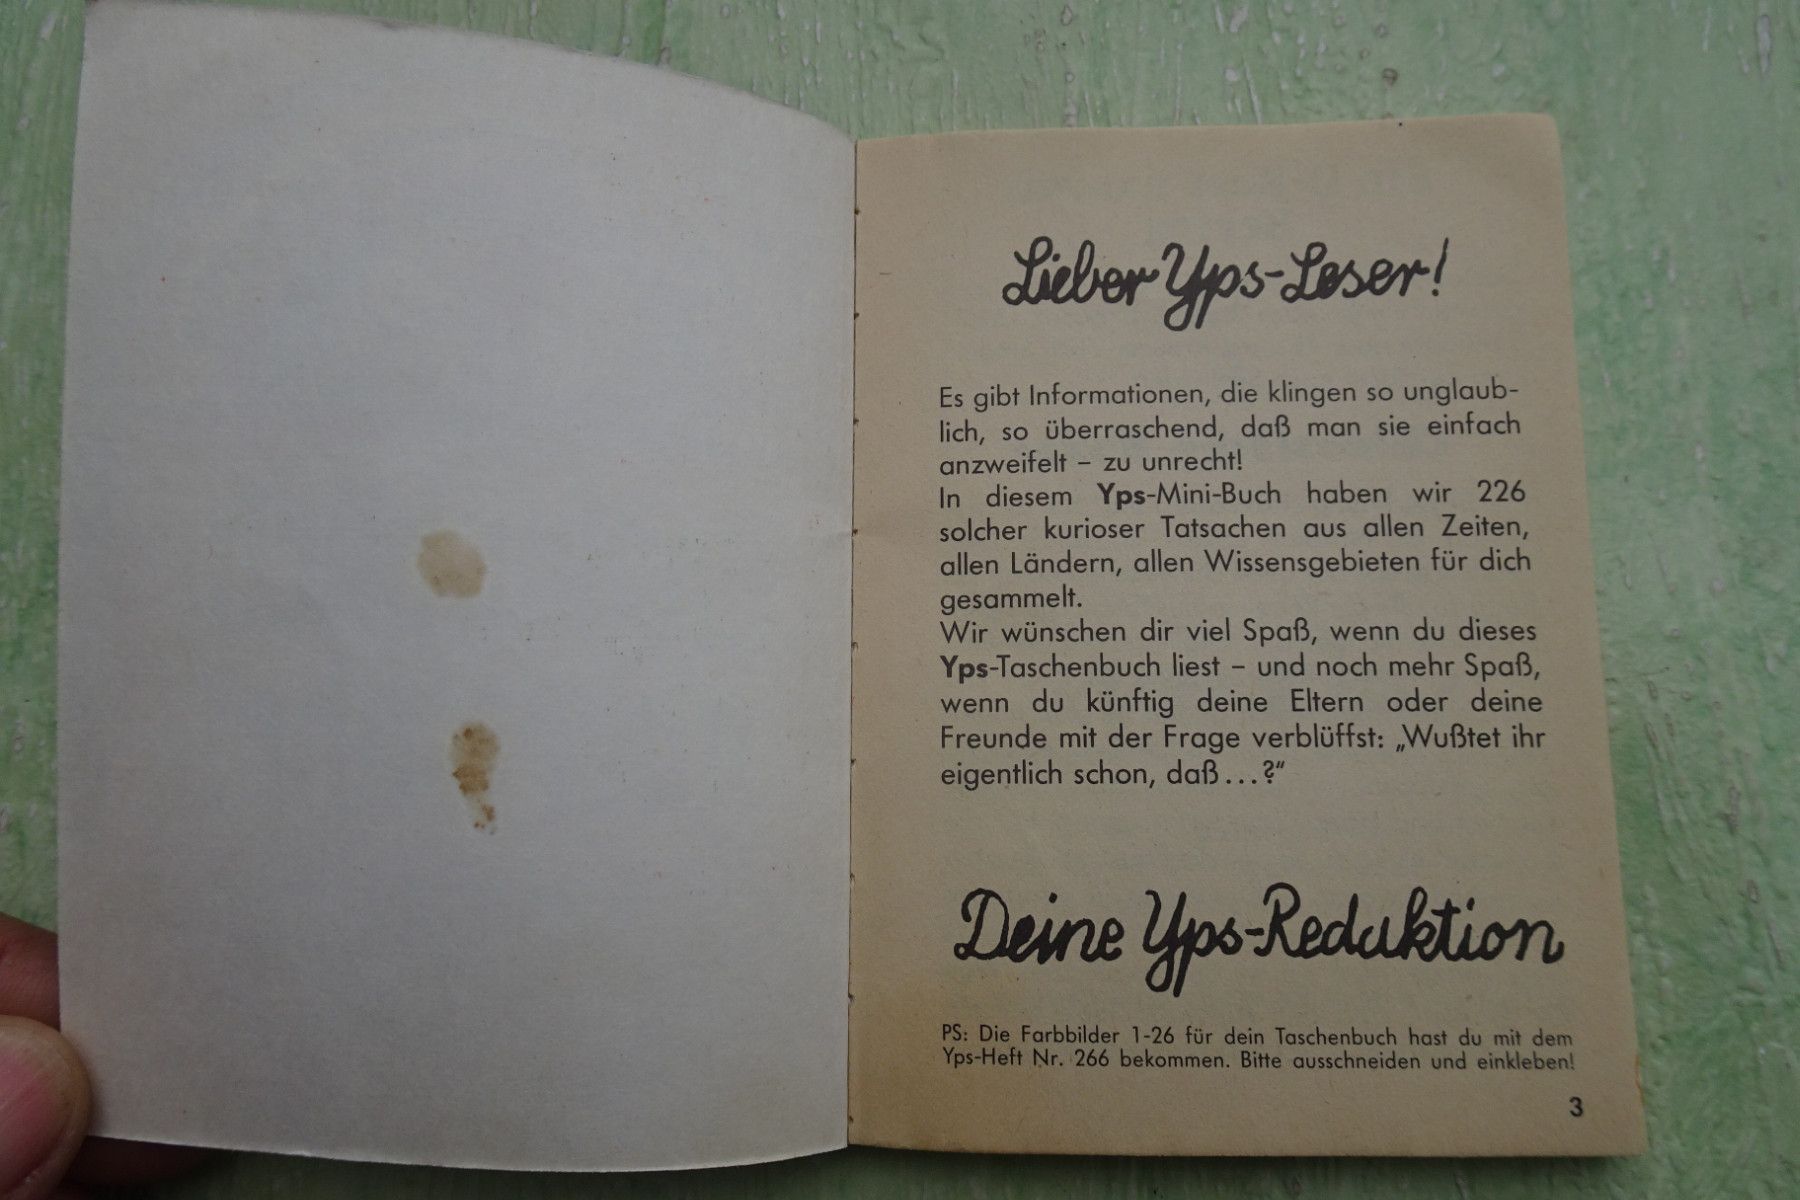 Lieber Yps-Leser!
Es gibt Informationen, die klingen so unglaub-
lich, so überraschend, daß man sie einfach
anzweifelt – zu unrecht!
In diesem Yps-Mini-Buch haben wir 226
solcher kurioser Tatsachen aus allen Zeiten,
allen Ländern, allen Wissensgebieten für dich
gesammelt.
Wir wünschen dir viel Spaß, wenn du dieses
Yps-Taschenbuch liest – und noch mehr Spaß,
wenn du künftig deine Eltern oder deine
Freunde mit der Frage verblüffst: „Wußtet ihr
eigentlich schon, daß...?“
Deine Yps-Redaktion
PS: Die Farbbilder 1-26 für dein Taschenbuch hast du mit dem
Yps-Heft Nr. 266 bekommen. Bitte ausschneiden und einkleben!
3